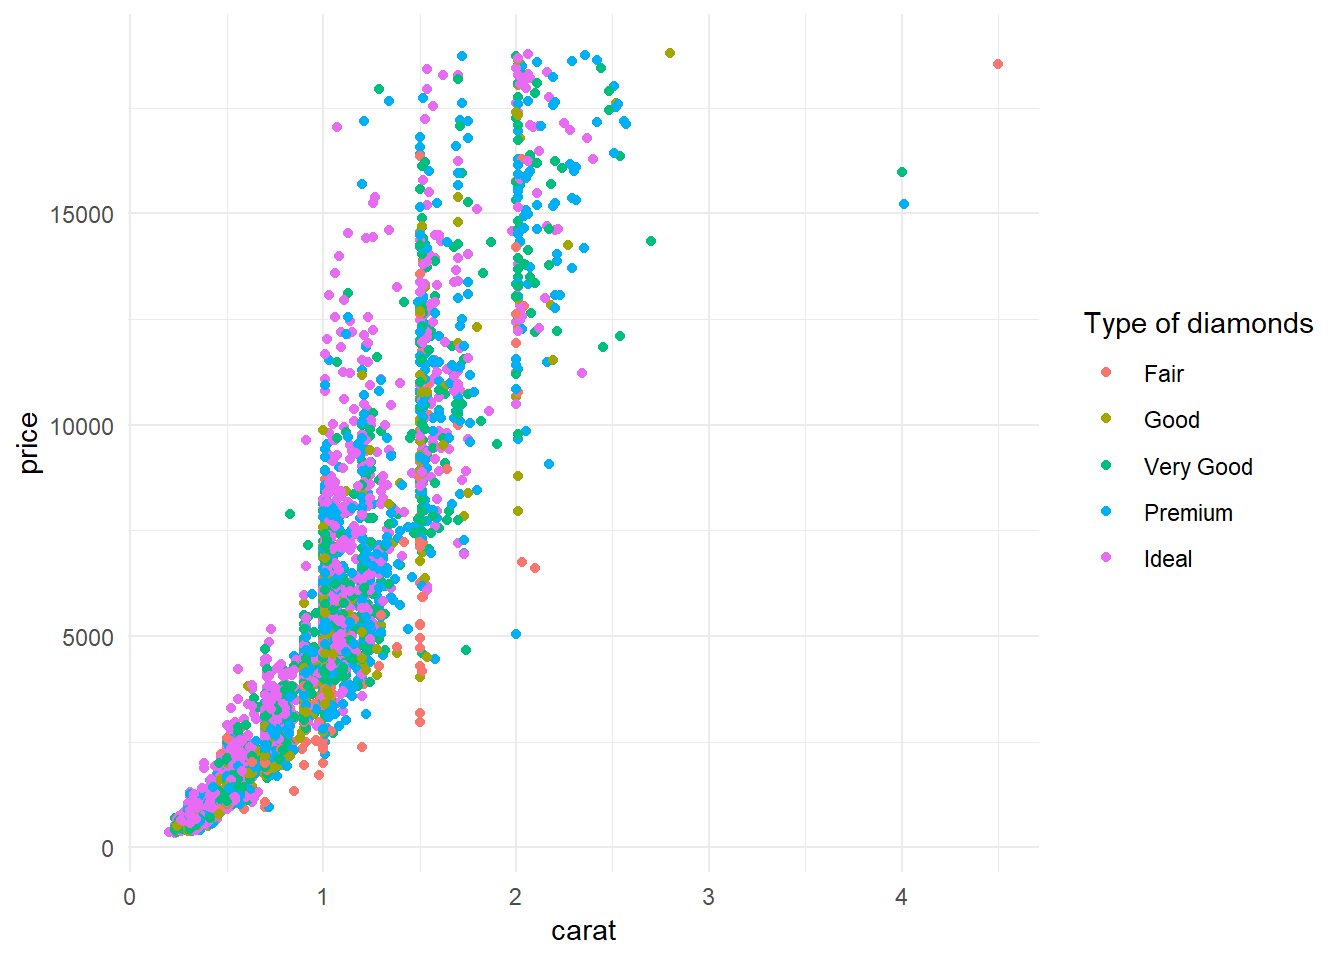 15000
10000
5000
0
price
0
1
2
3
4
carat
Type of diamonds
Fair
Good
Very Good
Premium
Ideal